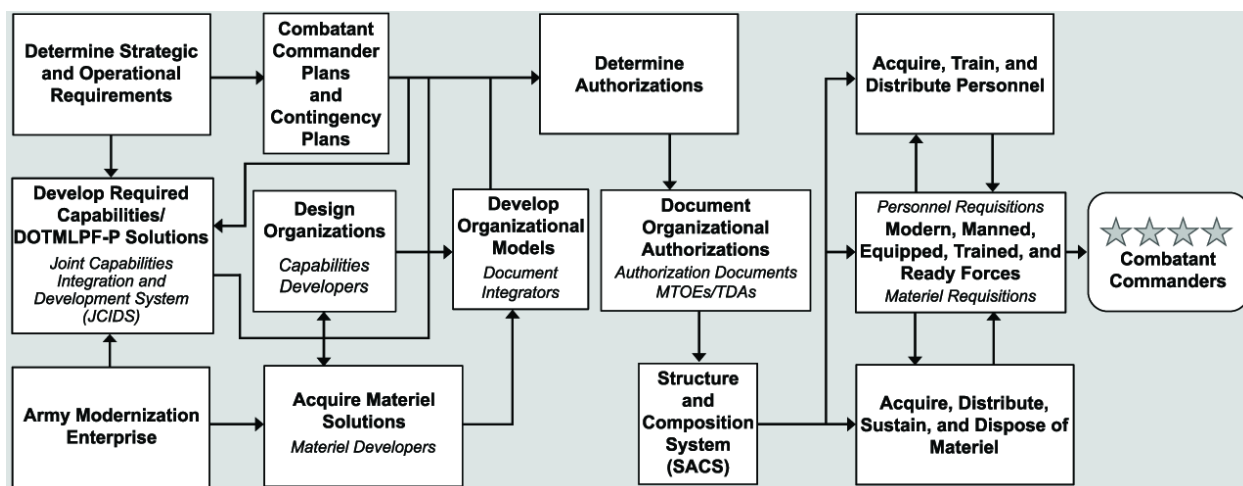 Determine Strategic
and Operational
Requirements
Combatant
Commander
Plans
and
Contingency
Plans
Determine
Authorizations
Acquire, Train, and
Distribute Personnel
Develop Required
Capabilities/
DOTMLPF-P Solutions
Joint Capabilities
Integration and
Development System
(JCIDS)
Design
Organizations
Capabilities
Developers
Develop
Organizational
Models
Document
Integrators
Document
Organizational
Authorizations
Authorization Documents
MTOEs/TDAs
Personnel Requisitions
Modern, Manned,
Equipped, Trained, and
Ready Forces
Materiel Requisitions
Combatant
Commanders
Army Modernization
Enterprise
Acquire Materiel
Solutions
Materiel Developers
Structure
and
Composition
System
(SACS)
Acquire, Distribute,
Sustain, and Dispose of
Materiel